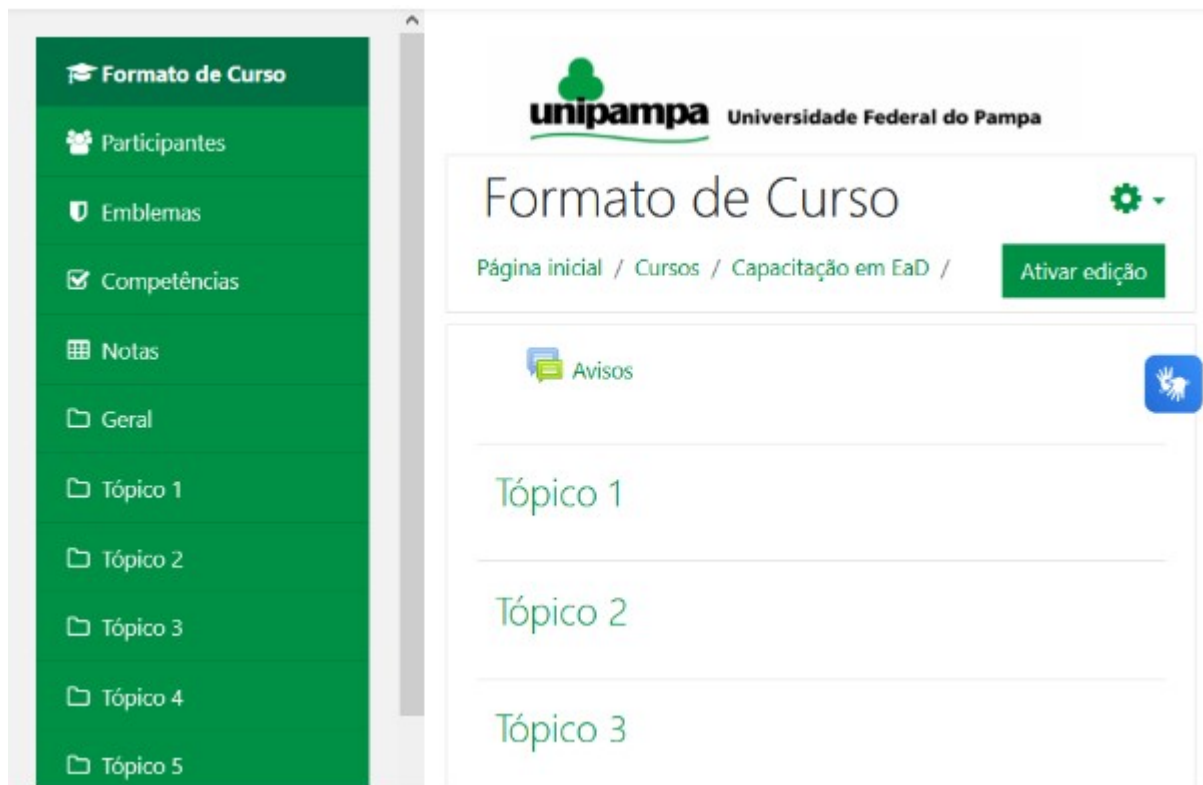 Formato de Curso
Participantes
Emblemas
Competências
Notas
Geral
Tópico 1
Tópico 2
Tópico 3
Tópico 4
Tópico 5
unipampa Universidade Federal do Pampa
Formato de Curso
Página inicial / Cursos / Capacitação em EaD /
Ativar edição
Avisos
Tópico 1
Tópico 2
Tópico 3